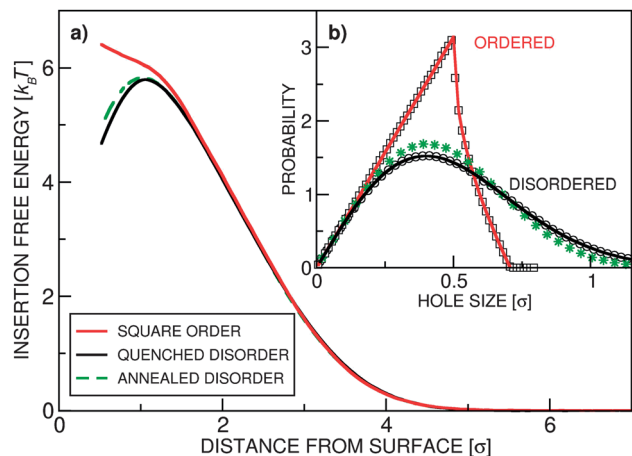 a)
INSERTION FREE ENERGY [k_BT]
6
4
2
0
0
2
4
6
DISTANCE FROM SURFACE [σ]
SQUARE ORDER
QUENCHED DISORDER
ANNEALED DISORDER
b)
ORDERED
DISORDERED
PROBABILITY
3
2
1
0
0
0.5
1
HOLE SIZE [σ]